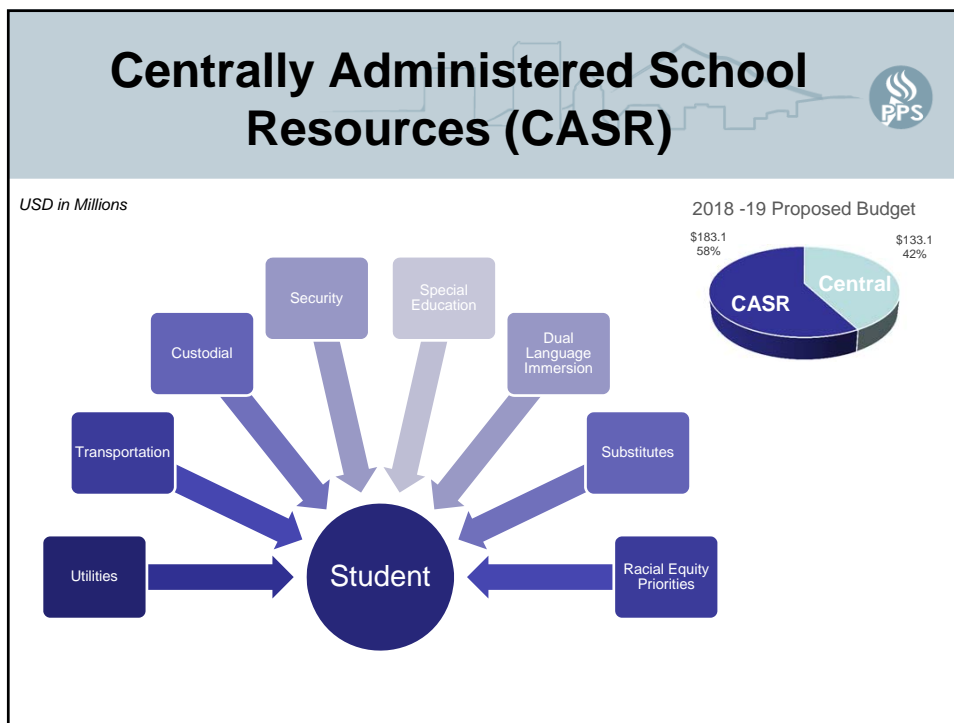 Centrally Administered School
Resources (CASR)
PPS
USD in Millions
2018 -19 Proposed Budget
$183.1
58%
$133.1
42%
CASR
Central
Security
Special
Education
Custodial
Dual
Language
Immersion
Transportation
Substitutes
Utilities
Student
Racial Equity
Priorities